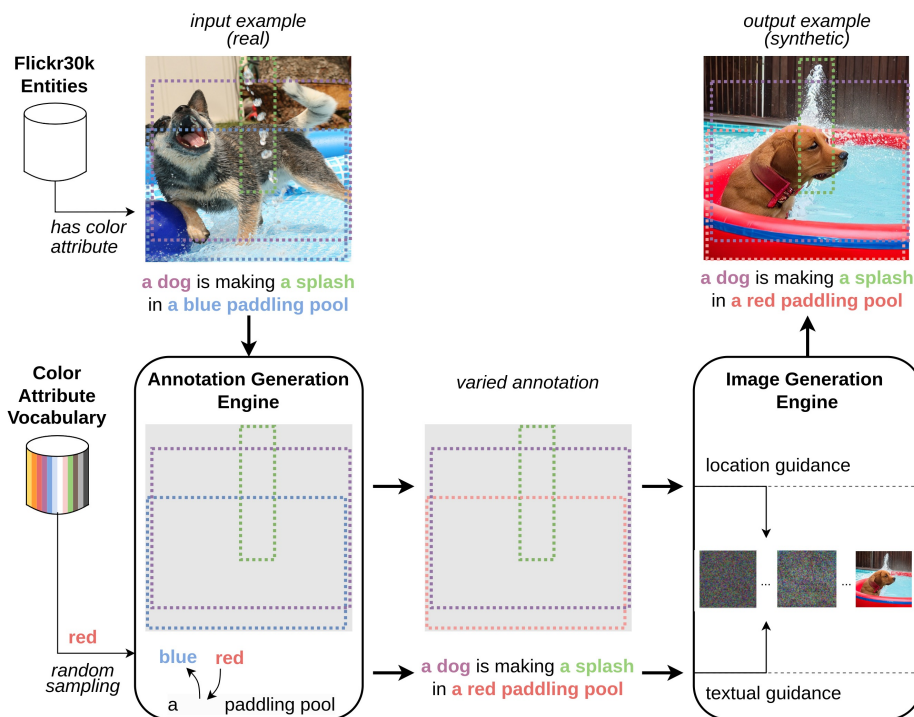 input example
(real)
output example
(synthetic)
Flickr30k
Entities
has color
attribute
a dog is making a splash
in a blue paddling pool
a dog is making a splash
in a red paddling pool
Color
Attribute
Vocabulary
Annotation Generation
Engine
varied annotation
Image Generation
Engine
location guidance
... ...
red
random
sampling
blue red
a paddling pool
a dog is making a splash
in a red paddling pool
textual guidance